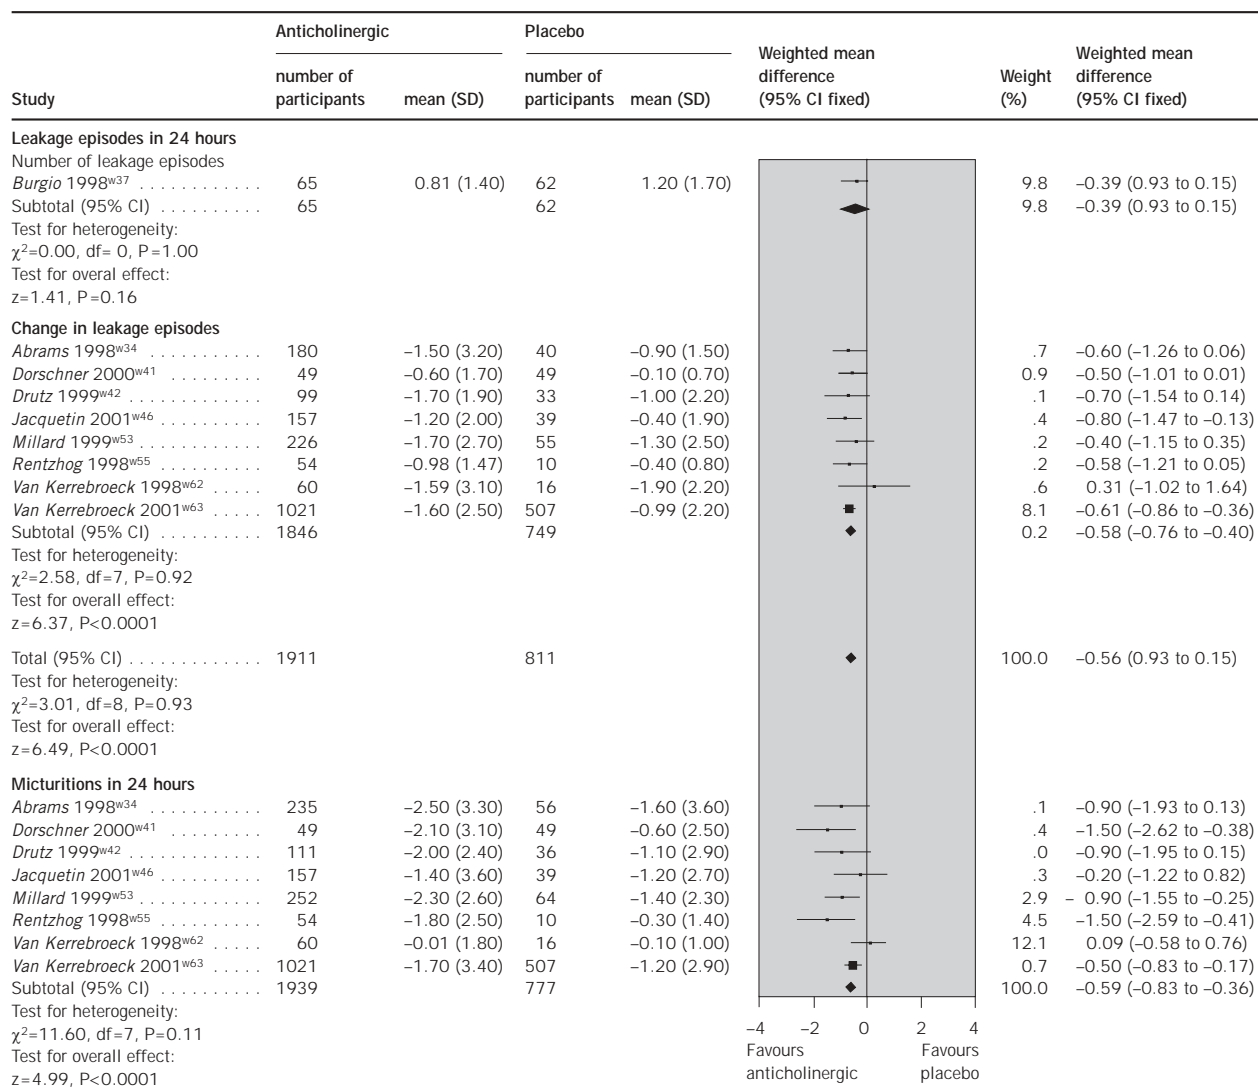 Anticholinergic Placebo
Weighted mean Weighted mean
number of number of difference Weight difference
Study participants mean (SD) participants mean (SD) (95% CI fixed) (%) (95% CI fixed)
Leakage episodes in 24 hours
Number of leakage episodes
Burgio 1998w37 . . . . . . . . . . . . 65 0.81 (1.40) 62 1.20 (1.70) 9.8 –0.39 (0.93 to 0.15)
Subtotal (95% CI) . . . . . . . . . . 65 62 9.8 –0.39 (0.93 to 0.15)
Test for heterogeneity:
χ2=0.00, df= 0, P=1.00
Test for overal effect:
z=1.41, P=0.16
Change in leakage episodes
Abrams 1998w34 . . . . . . . . . . . 180 –1.50 (3.20) 40 –0.90 (1.50) .7 –0.60 (–1.26 to 0.06)
Dorschner 2000w41 . . . . . . . . . 49 –0.60 (1.70) 49 –0.10 (0.70) 0.9 –0.50 (–1.01 to 0.01)
Drutz 1999w42 . . . . . . . . . . . . . 99 –1.70 (1.90) 33 –1.00 (2.20) .1 –0.70 (–1.54 to 0.14)
Jacquetin 2001w46 . . . . . . . . . . 157 –1.20 (2.00) 39 –0.40 (1.90) .4 –0.80 (–1.47 to –0.13)
Millard 1999w53 . . . . . . . . . . . . 226 –1.70 (2.70) 55 –1.30 (2.50) .2 –0.40 (–1.15 to 0.35)
Rentzhog 1998w55 . . . . . . . . . . 54 –0.98 (1.47) 10 –0.40 (0.80) .2 –0.58 (–1.21 to 0.05)
Van Kerrebroeck 1998w62 . . . . . 60 –1.59 (3.10) 16 –1.90 (2.20) .6 0.31 (–1.02 to 1.64)
Van Kerrebroeck 2001w63 . . . . 1021 –1.60 (2.50) 507 –0.99 (2.20) 8.1 –0.61 (–0.86 to –0.36)
Subtotal (95% CI) . . . . . . . . . . 1846 749 0.2 –0.58 (–0.76 to –0.40)
Test for heterogeneity:
χ2=2.58, df=7, P=0.92
Test for overall effect:
z=6.37, P<0.0001
Total (95% CI) . . . . . . . . . . . . . 1911 811 100.0 –0.56 (0.93 to 0.15)
Test for heterogeneity:
χ2=3.01, df=8, P=0.93
Test for overall effect:
z=6.49, P<0.0001
Micturitions in 24 hours
Abrams 1998w34 . . . . . . . . . . . 235 –2.50 (3.30) 56 –1.60 (3.60) .1 –0.90 (–1.93 to 0.13)
Dorschner 2000w41 . . . . . . . . . 49 –2.10 (3.10) 49 –0.60 (2.50) .4 –1.50 (–2.62 to –0.38)
Drutz 1999w42 . . . . . . . . . . . . . 111 –2.00 (2.40) 36 –1.10 (2.90) .0 –0.90 (–1.95 to 0.15)
Jacquetin 2001w46 . . . . . . . . . . 157 –1.40 (3.60) 39 –1.20 (2.70) .3 –0.20 (–1.22 to 0.82)
Millard 1999w53 . . . . . . . . . . . . 252 –2.30 (2.60) 64 –1.40 (2.30) 2.9 – 0.90 (–1.55 to –0.25)
Rentzhog 1998w55 . . . . . . . . . . 54 –1.80 (2.50) 10 –0.30 (1.40) 4.5 –1.50 (–2.59 to –0.41)
Van Kerrebroeck 1998w62 . . . . . 60 –0.01 (1.80) 16 –0.10 (1.00) 12.1 0.09 (–0.58 to 0.76)
Van Kerrebroeck 2001w63 . . . . 1021 –1.70 (3.40) 507 –1.20 (2.90) 0.7 –0.50 (–0.83 to –0.17)
Subtotal (95% CI) . . . . . . . . . . 1939 777 100.0 –0.59 (–0.83 to –0.36)
Test for heterogeneity:
χ2=11.60, df=7, P=0.11
Test for overall effect:
z=4.99, P<0.0001
–4 –2 0 2 4
Favours Favours
anticholinergic placebo